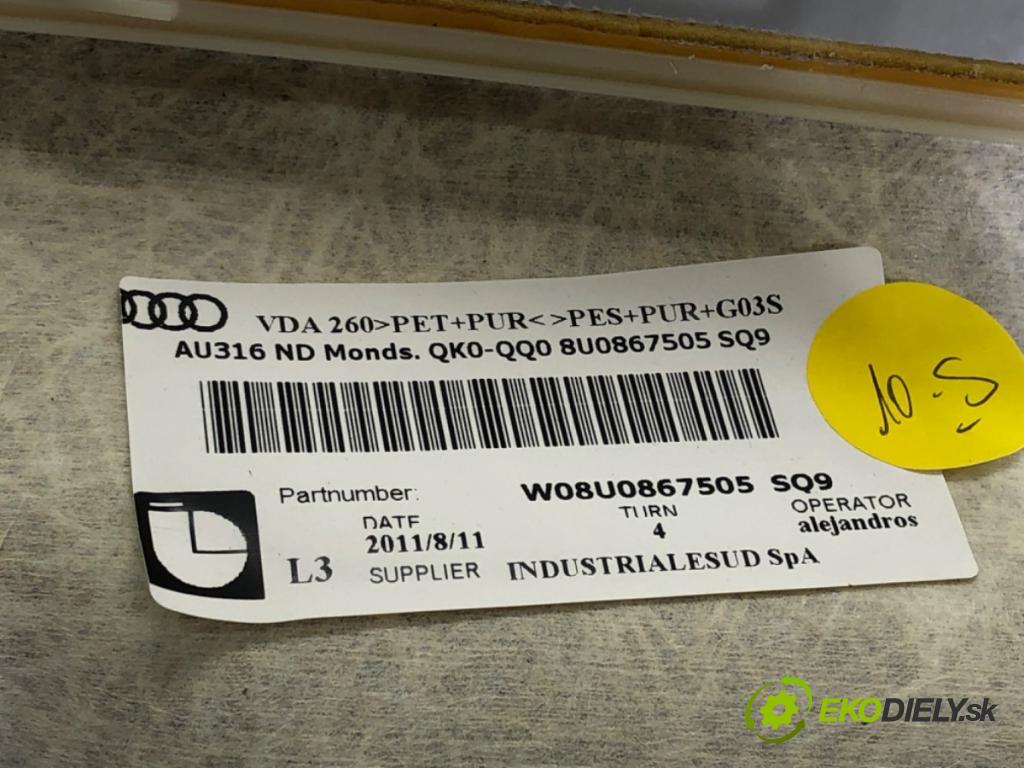 VDA 260>PET+PUR< >PES+PUR+G03S
AU316 ND Monds. QK0-QQ0 8U0867505 SQ9
Partnumber: W08U0867505 SQ9
DATE TURN OPERATOR
2011/8/11 4 alejandros
L3 SUPPLIER INDUSTRIALESUD SpA
10-S
EKODIELY.sk